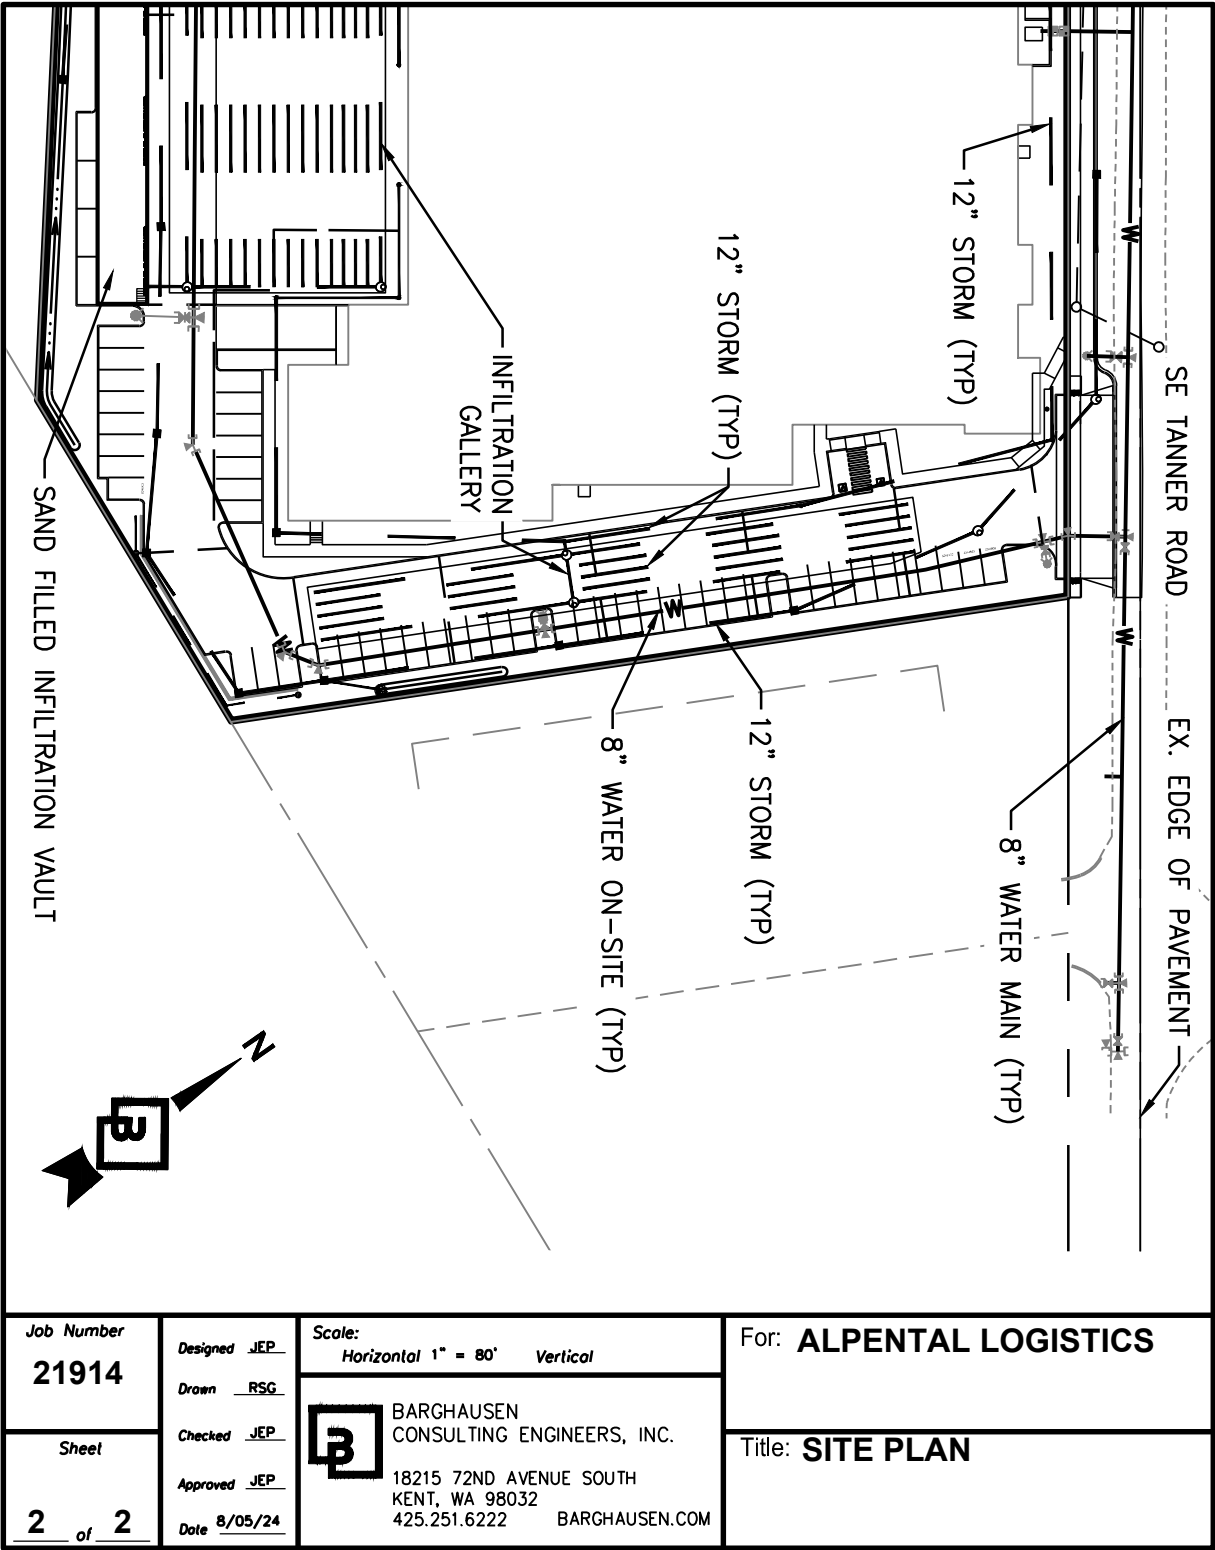 12" STORM (TYP)
12" STORM (TYP)
INFILTRATION
GALLERY
W
SE TANNER ROAD
EX. EDGE OF PAVEMENT
SAND FILLED INFILTRATION VAULT
W
W
W
8" WATER ON-SITE (TYP)
12" STORM (TYP)
8" WATER MAIN (TYP)
N
B
Job Number
21914
Sheet
2 of 2
Designed JEP
Drawn RSG
Checked JEP
Approved JEP
Date 8/05/24
Scale:
Horizontal 1" = 80' Vertical
B
BARGHAUSEN
CONSULTING ENGINEERS, INC.
18215 72ND AVENUE SOUTH
KENT, WA 98032
425.251.6222 BARGHAUSEN.COM
For: ALPENTAL LOGISTICS
Title: SITE PLAN